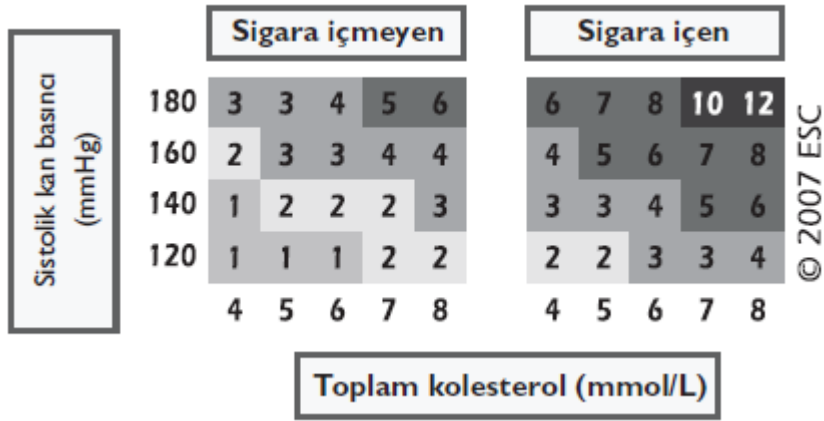 Sigara içmeyen Sigara içen
Sistolik kan basıncı
(mmHg)
180 3 3 4 5 6 6 7 8 10 12
160 2 3 3 4 4 4 5 6 7 8
140 1 2 2 2 3 3 3 4 5 6
120 1 1 1 2 2 2 2 3 3 4
4 5 6 7 8 4 5 6 7 8
Toplam kolesterol (mmol/L)
© 2007 ESC